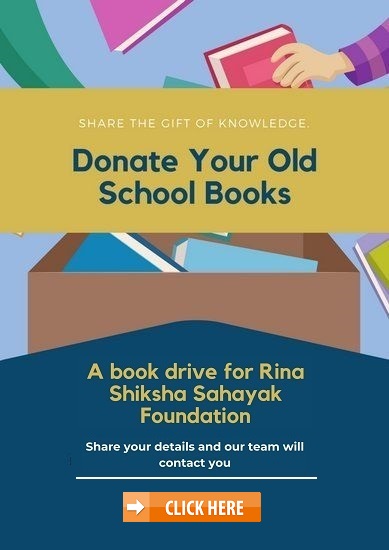 SHARE THE GIFT OF KNOWLEDGE.
Donate Your Old
School Books
A book drive for Rina
Shiksha Sahayak
Foundation
Share your details and our team will
contact you
CLICK HERE